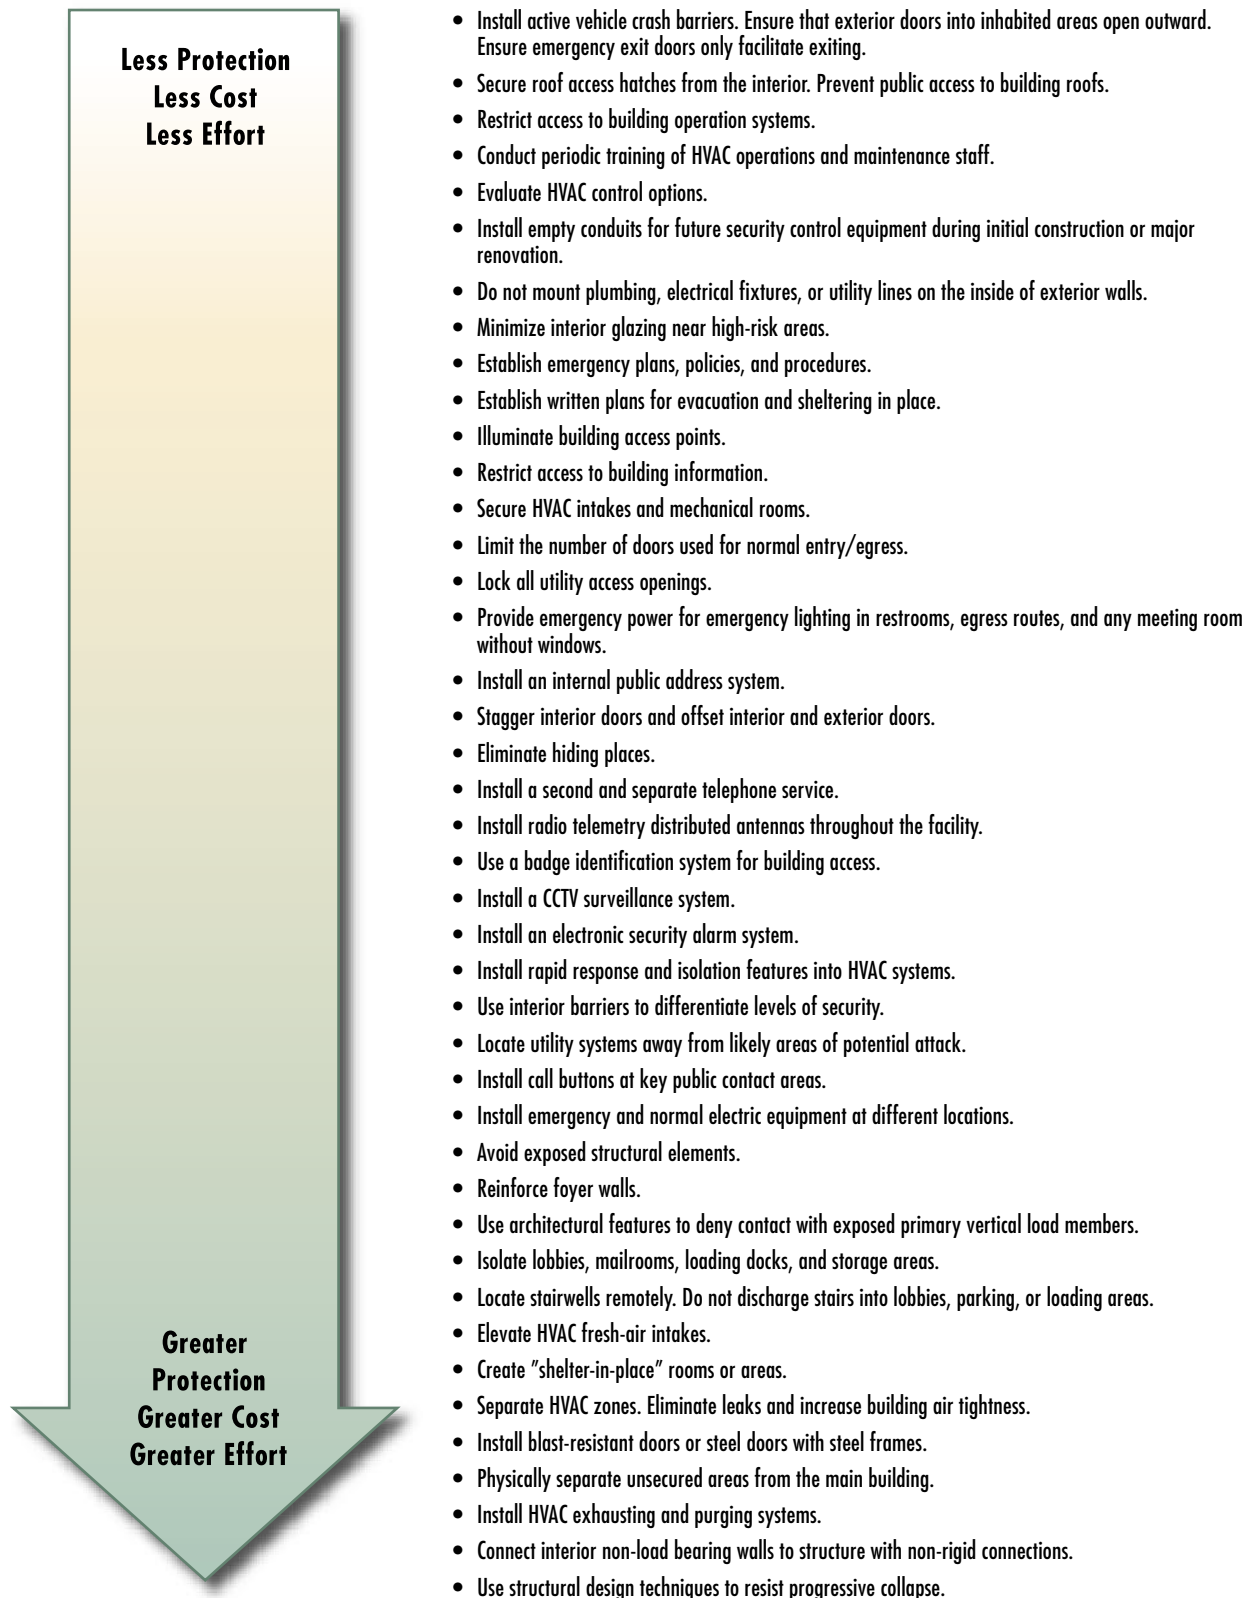 Less Protection
Less Cost
Less Effort
• Install active vehicle crash barriers. Ensure that exterior doors into inhabited areas open outward.
Ensure emergency exit doors only facilitate exiting.
• Secure roof access hatches from the interior. Prevent public access to building roofs.
• Restrict access to building operation systems.
• Conduct periodic training of HVAC operations and maintenance staff.
• Evaluate HVAC control options.
• Install empty conduits for future security control equipment during initial construction or major
renovation.
• Do not mount plumbing, electrical fixtures, or utility lines on the inside of exterior walls.
• Minimize interior glazing near high-risk areas.
• Establish emergency plans, policies, and procedures.
• Establish written plans for evacuation and sheltering in place.
• Illuminate building access points.
• Restrict access to building information.
• Secure HVAC intakes and mechanical rooms.
• Limit the number of doors used for normal entry/egress.
• Lock all utility access openings.
• Provide emergency power for emergency lighting in restrooms, egress routes, and any meeting room
without windows.
• Install an internal public address system.
• Stagger interior doors and offset interior and exterior doors.
• Eliminate hiding places.
• Install a second and separate telephone service.
• Install radio telemetry distributed antennas throughout the facility.
• Use a badge identification system for building access.
• Install a CCTV surveillance system.
• Install an electronic security alarm system.
• Install rapid response and isolation features into HVAC systems.
• Use interior barriers to differentiate levels of security.
• Locate utility systems away from likely areas of potential attack.
• Install call buttons at key public contact areas.
• Install emergency and normal electric equipment at different locations.
• Avoid exposed structural elements.
• Reinforce foyer walls.
• Use architectural features to deny contact with exposed primary vertical load members.
• Isolate lobbies, mailrooms, loading docks, and storage areas.
• Locate stairwells remotely. Do not discharge stairs into lobbies, parking, or loading areas.
• Elevate HVAC fresh-air intakes.
• Create "shelter-in-place" rooms or areas.
• Separate HVAC zones. Eliminate leaks and increase building air tightness.
• Install blast-resistant doors or steel doors with steel frames.
• Physically separate unsecured areas from the main building.
• Install HVAC exhausting and purging systems.
• Connect interior non-load bearing walls to structure with non-rigid connections.
• Use structural design techniques to resist progressive collapse.
Greater
Protection
Greater Cost
Greater Effort